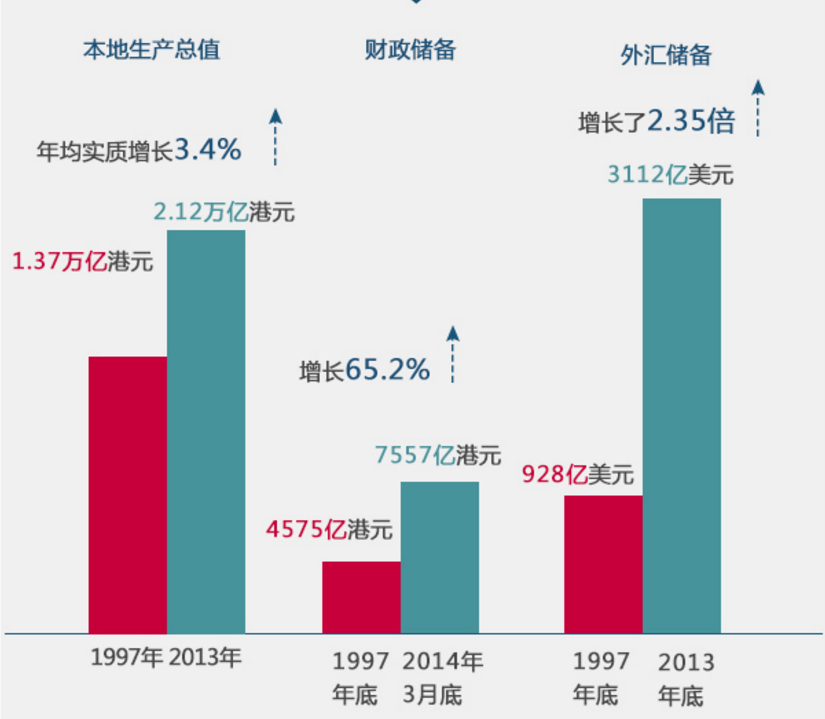 本地生产总值
年均实质增长3.4%
1.37万亿港元
2.12万亿港元
1997年 2013年
财政储备
增长65.2%
4575亿港元
7557亿港元
1997
年底
2014年
3月底
外汇储备
增长了2.35倍
928亿美元
3112亿美元
1997
年底
2013
年底